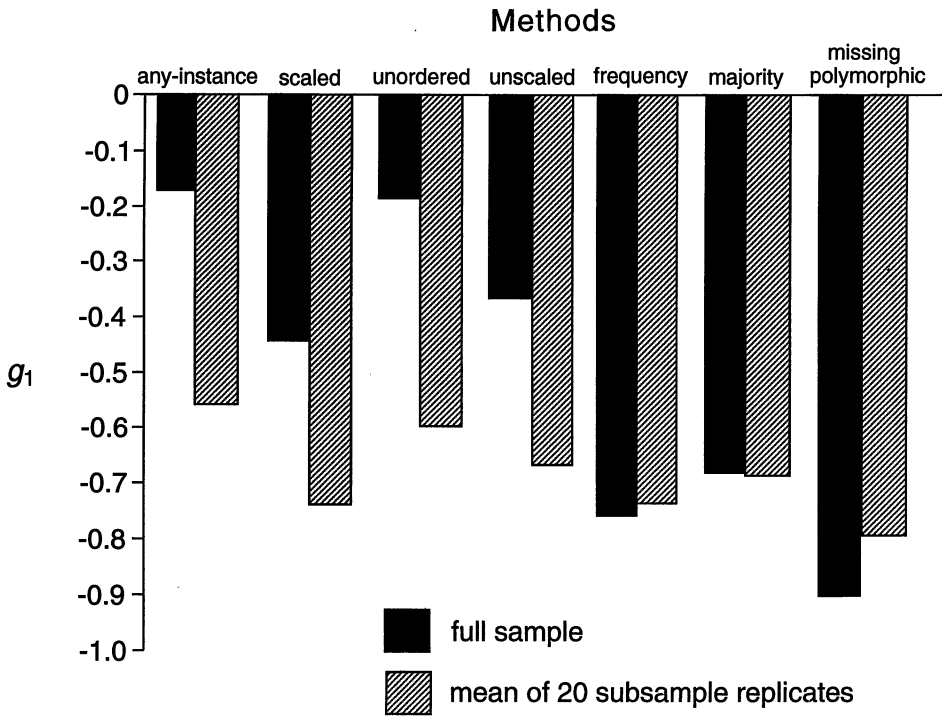 Methods
any-instance scaled unordered unscaled frequency majority missing polymorphic
0
-0.1
-0.2
-0.3
-0.4
-0.5
-0.6
-0.7
-0.8
-0.9
-1.0
g1
full sample
mean of 20 subsample replicates